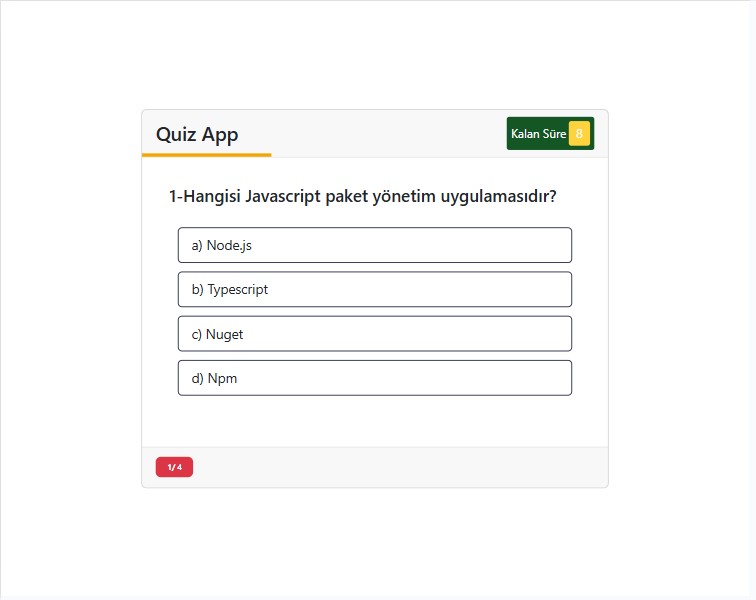 Quiz App
Kalan Süre 8
1-Hangisi Javascript paket yönetim uygulamasıdır?
a) Node.js
b) Typescript
c) Nuget
d) Npm
1/4